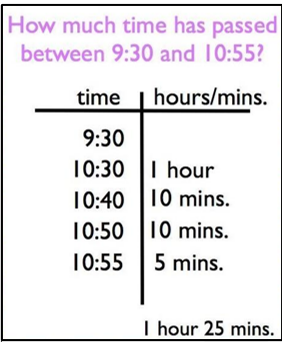 How much time has passed
between 9:30 and 10:55?
time hours/mins.
9:30
10:30 1 hour
10:40 10 mins.
10:50 10 mins.
10:55 5 mins.
1 hour 25 mins.